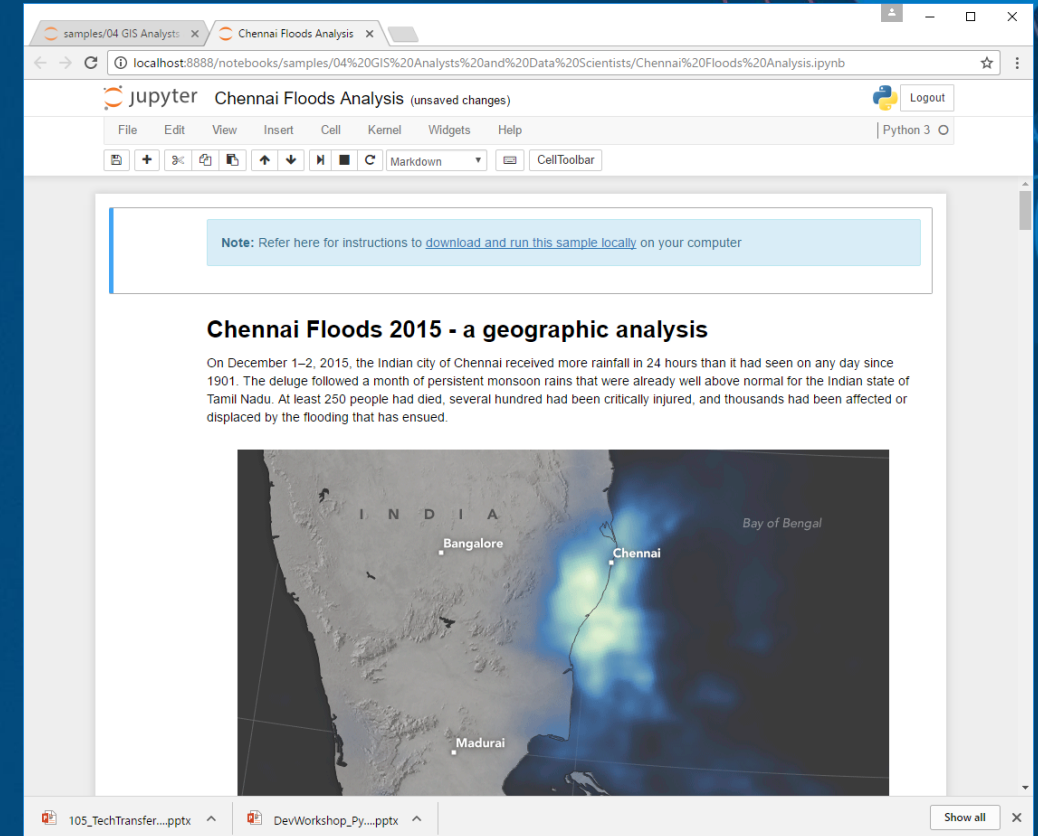 samples/04 GIS Analysts
Chennai Floods Analysis
localhost:8888/notebooks/samples/04%20GIS%20Analysts%20and%20Data%20Scientists/Chennai%20Floods%20Analysis.ipynb
jupyter Chennai Floods Analysis (unsaved changes)
Logout
File Edit View Insert Cell Kernel Widgets Help
Python 3
Markdown
CellToolbar
Note: Refer here for instructions to download and run this sample locally on your computer
Chennai Floods 2015 - a geographic analysis
On December 1–2, 2015, the Indian city of Chennai received more rainfall in 24 hours than it had seen on any day since
1901. The deluge followed a month of persistent monsoon rains that were already well above normal for the Indian state of
Tamil Nadu. At least 250 people had died, several hundred had been critically injured, and thousands had been affected or
displaced by the flooding that has ensued.
INDIA
Bay of Bengal
Bangalore
Chennai
Madurai
105_TechTransfer....pptx
DevWorkshop_Py....pptx
Show all